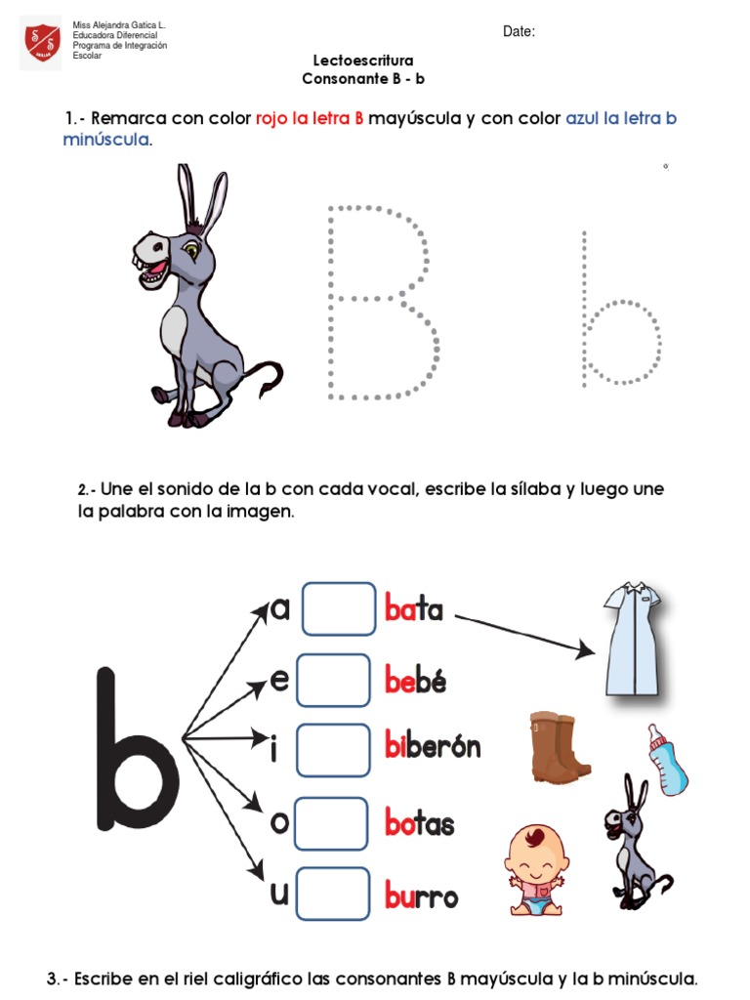 Miss Alejandra Gatica L.
Educadora Diferencial
Programa de Integración
Escolar
Date:
Lectoescritura
Consonante B - b
1.- Remarca con color rojo la letra B mayúscula y con color azul la letra b
minúscula.
B b
2.- Une el sonido de la b con cada vocal, escribe la sílaba y luego une
la palabra con la imagen.
a bata
e bebé
b
i biberón
o botas
u burro
3.- Escribe en el riel caligráfico las consonantes B mayúscula y la b minúscula.